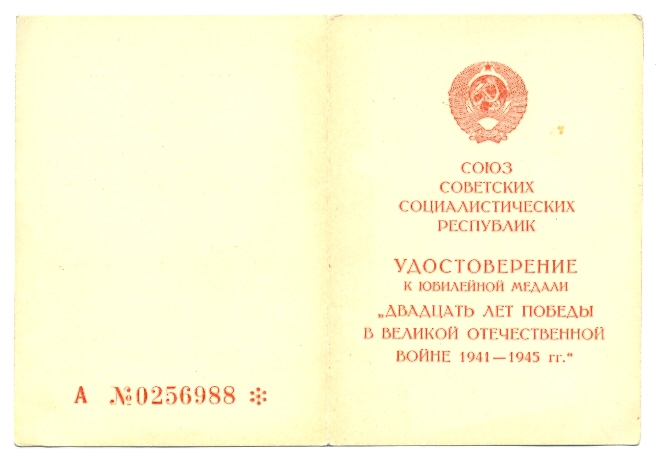 СОЮЗ
СОВЕТСКИХ
СОЦИАЛИСТИЧЕСКИХ
РЕСПУБЛИК
УДОСТОВЕРЕНИЕ
К ЮБИЛЕЙНОЙ МЕДАЛИ
„ДВАДЦАТЬ ЛЕТ ПОБЕДЫ
В ВЕЛИКОЙ ОТЕЧЕСТВЕННОЙ
ВОЙНЕ 1941—1945 гг.“
А №0256988 *